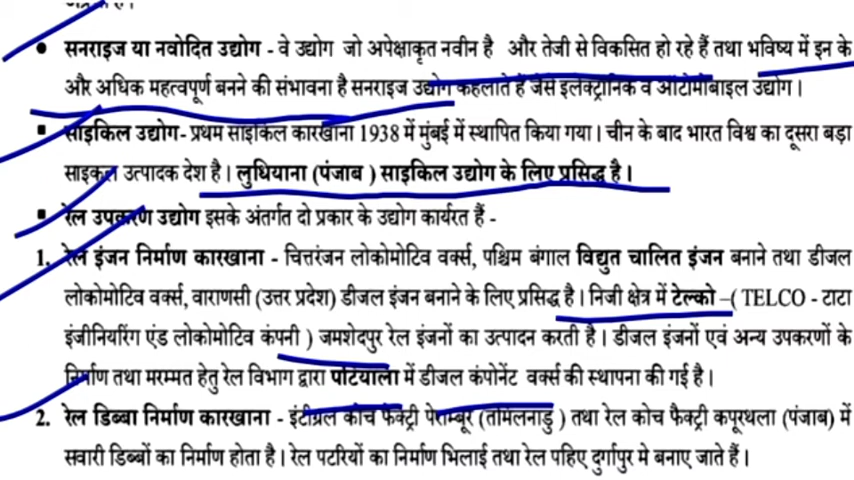 • सनराइज या नवोदित उद्योग - वे उद्योग जो अपेक्षाकृत नवीन है और तेजी से विकसित हो रहे हैं तथा भविष्य में इन के
और अधिक महत्वपूर्ण बनने की संभावना है सनराइज उद्योग कहलाते हैं जैसे इलेक्ट्रानिक व ऑटोमोबाइल उद्योग।
▪ साइकिल उद्योग- प्रथम साइकिल कारखाना 1938 में मुंबई में स्थापित किया गया। चीन के बाद भारत विश्व का दूसरा बड़ा
साइकल उत्पादक देश है। लुधियाना (पंजाब ) साइकिल उद्योग के लिए प्रसिद्ध है।
▪ रेल उपकरण उद्योग इसके अंतर्गत दो प्रकार के उद्योग कार्यरत हैं -
1. रेल इंजन निर्माण कारखाना - चित्तरंजन लोकोमोटिव वर्क्स, पश्चिम बंगाल विद्युत चालित इंजन बनाने तथा डीजल
लोकोमोटिव वर्क्स, वाराणसी (उत्तर प्रदेश) डीजल इंजन बनाने के लिए प्रसिद्ध है। निजी क्षेत्र में टेल्को –( TELCO - टाटा
इंजीनियरिंग एंड लोकोमोटिव कंपनी ) जमशेदपुर रेल इंजनों का उत्पादन करती है। डीजल इंजनों एवं अन्य उपकरणों के
निर्माण तथा मरम्मत हेतु रेल विभाग द्वारा पटियाला में डीजल कंपोनेंट वर्क्स की स्थापना की गई है।
2. रेल डिब्बा निर्माण कारखाना - इंटीग्रल कोच फैक्ट्री पेराम्बूर (तमिलनाडु ) तथा रेल कोच फैक्ट्री कपूरथला (पंजाब) में
सवारी डिब्बों का निर्माण होता है। रेल पटरियों का निर्माण भिलाई तथा रेल पहिए दुर्गापुर मे बनाए जाते हैं।